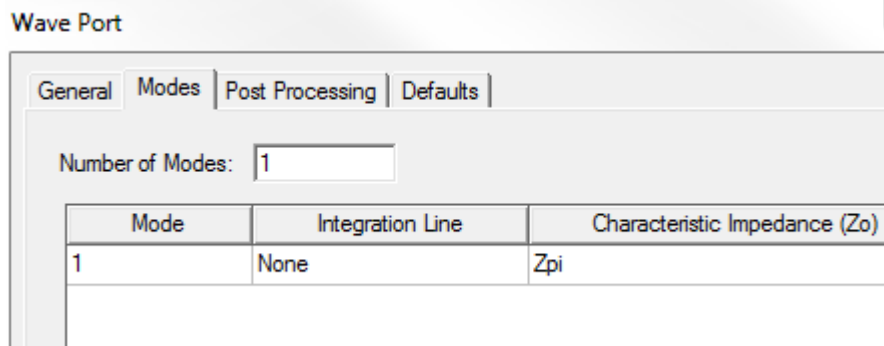 Wave Port
General Modes Post Processing Defaults
Number of Modes: 1
Mode Integration Line Characteristic Impedance (Zo)
1 None Zpi